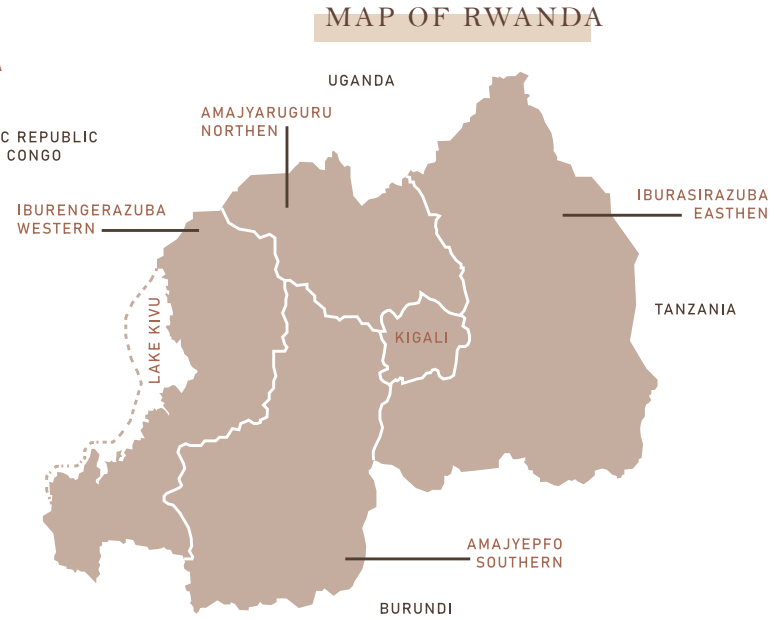 MAP OF RWANDA
UGANDA
AMAJYARUGURU
NORTHEN
C REPUBLIC
CONGO
IBURENGERAZUBA
WESTERN
IBURASIRAZUBA
EASTHEN
LAKE KIVU
TANZANIA
KIGALI
AMAJYEPFO
SOUTHERN
BURUNDI